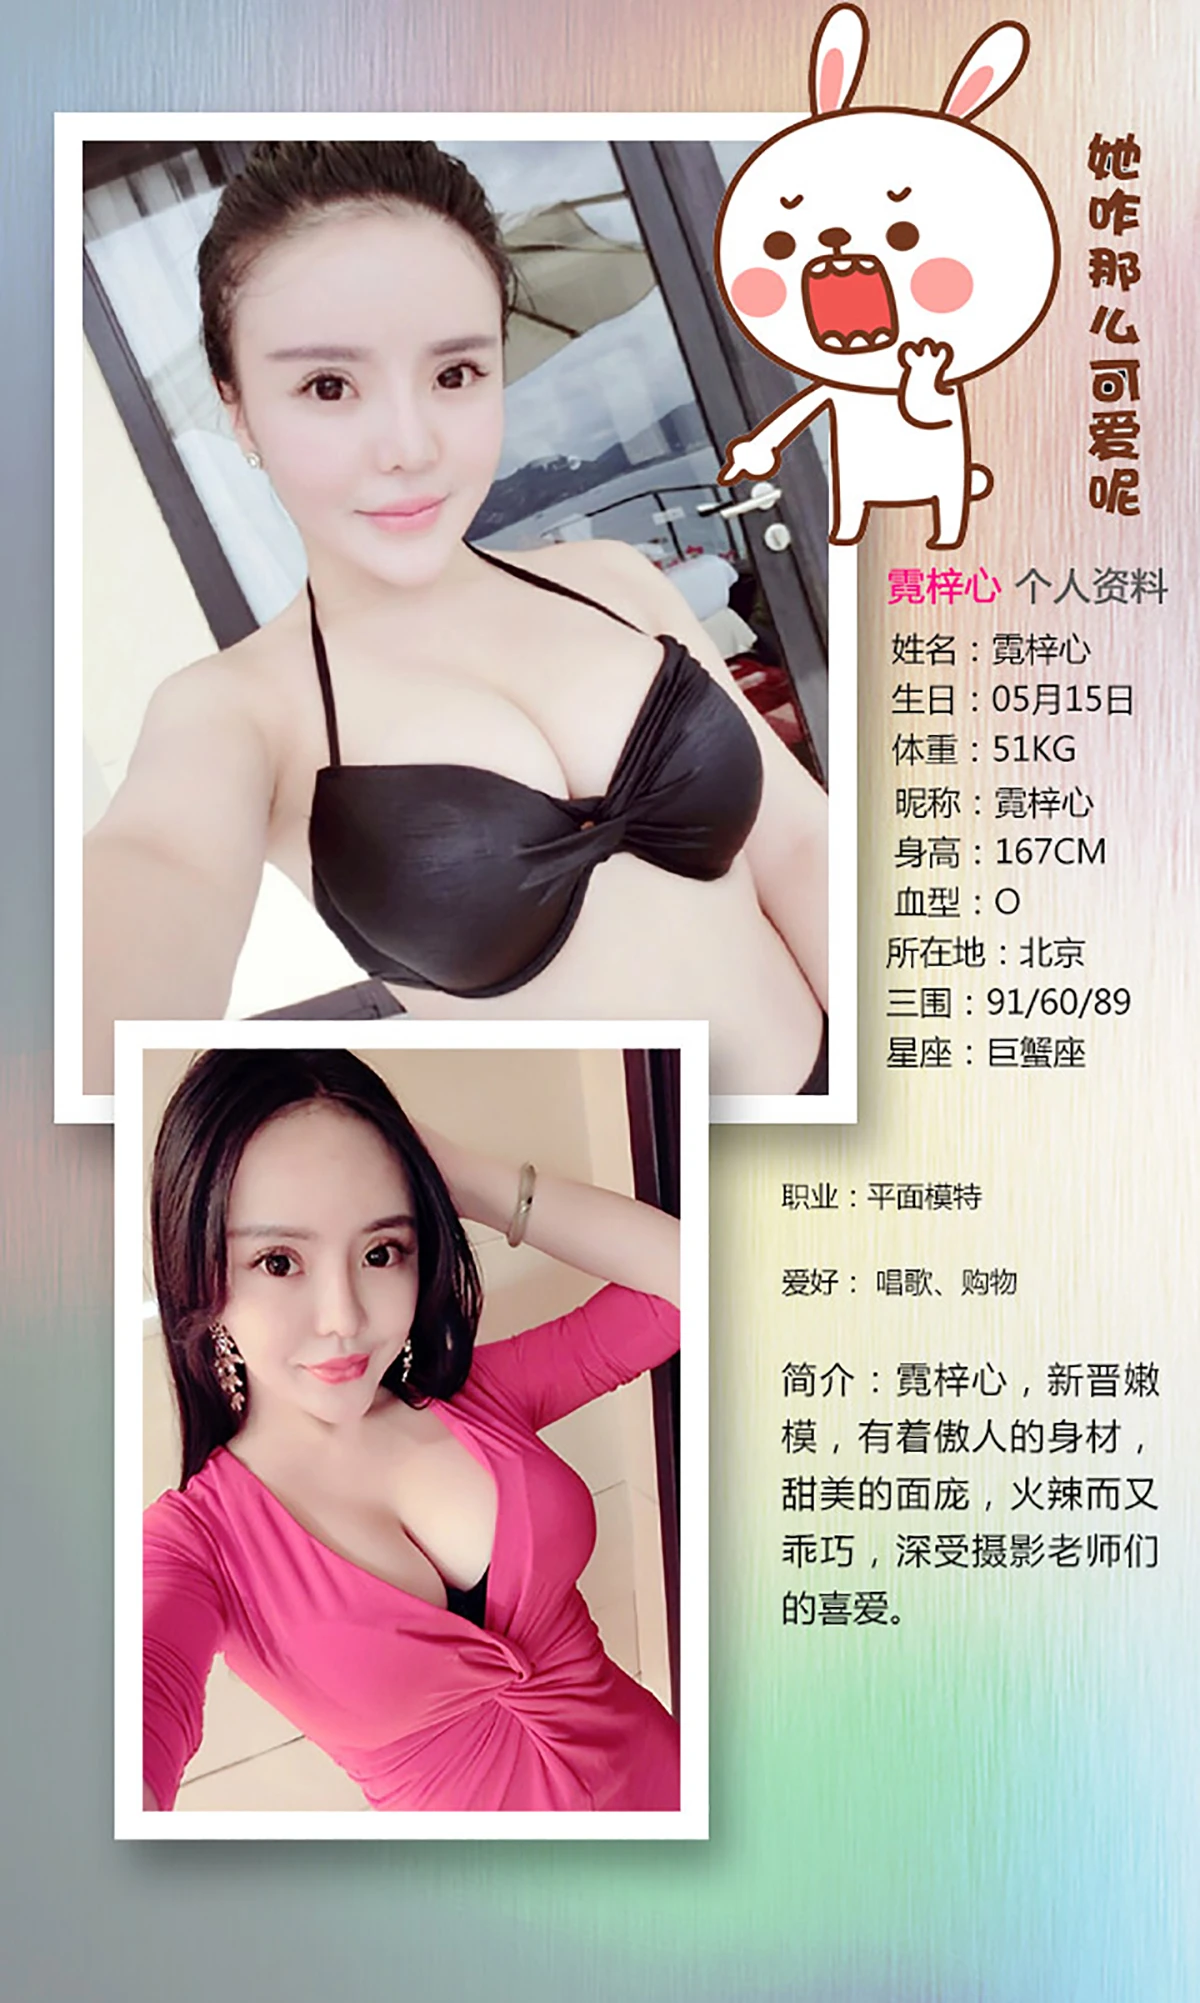 她咋那么可爱呢
霓梓心 个人资料
姓名：霓梓心
生日：05月15日
体重：51KG
昵称：霓梓心
身高：167CM
血型：O
所在地：北京
三围：91/60/89
星座：巨蟹座
职业：平面模特
爱好： 唱歌、购物
简介：霓梓心，新晋嫩
模，有着傲人的身材，
甜美的面庞，火辣而又
乖巧，深受摄影老师们
的喜爱。